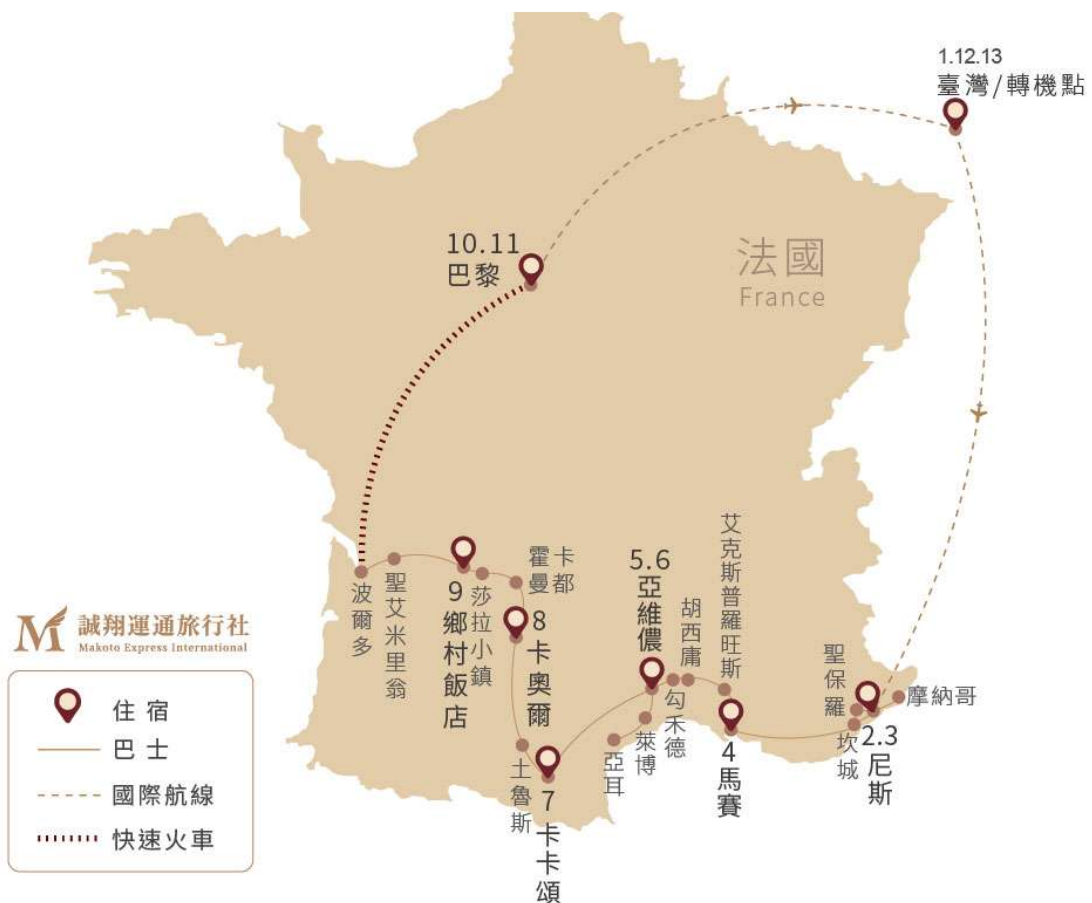 1.12.13
臺灣/轉機點
10.11
巴黎
法國
France
波爾多
聖艾米里翁
9 鄉村飯店
莎拉小鎮
卡都
霍曼
8 卡奧爾
土魯斯
7 卡卡頌
亞耳
萊博
5.6
亞維儂
勾禾德
胡西庸
艾克斯普羅旺斯
4 馬賽
聖保羅
坎城
2.3
尼斯
摩納哥
M 誠翔運通旅行社
Makoto Express International
住宿
巴士
國際航線
快速火車